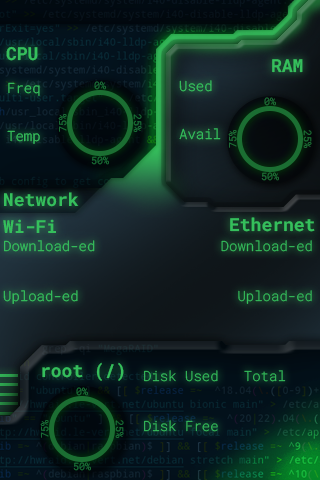 CPU
RAM
Freq
Used
0%
75%
25%
50%
Temp
Avail
0%
75%
25%
50%
Network
Wi-Fi
Ethernet
Download-ed
Download-ed
Upload-ed
Upload-ed
root (/)
Disk Used
Total
0%
75%
25%
50%
Disk Free